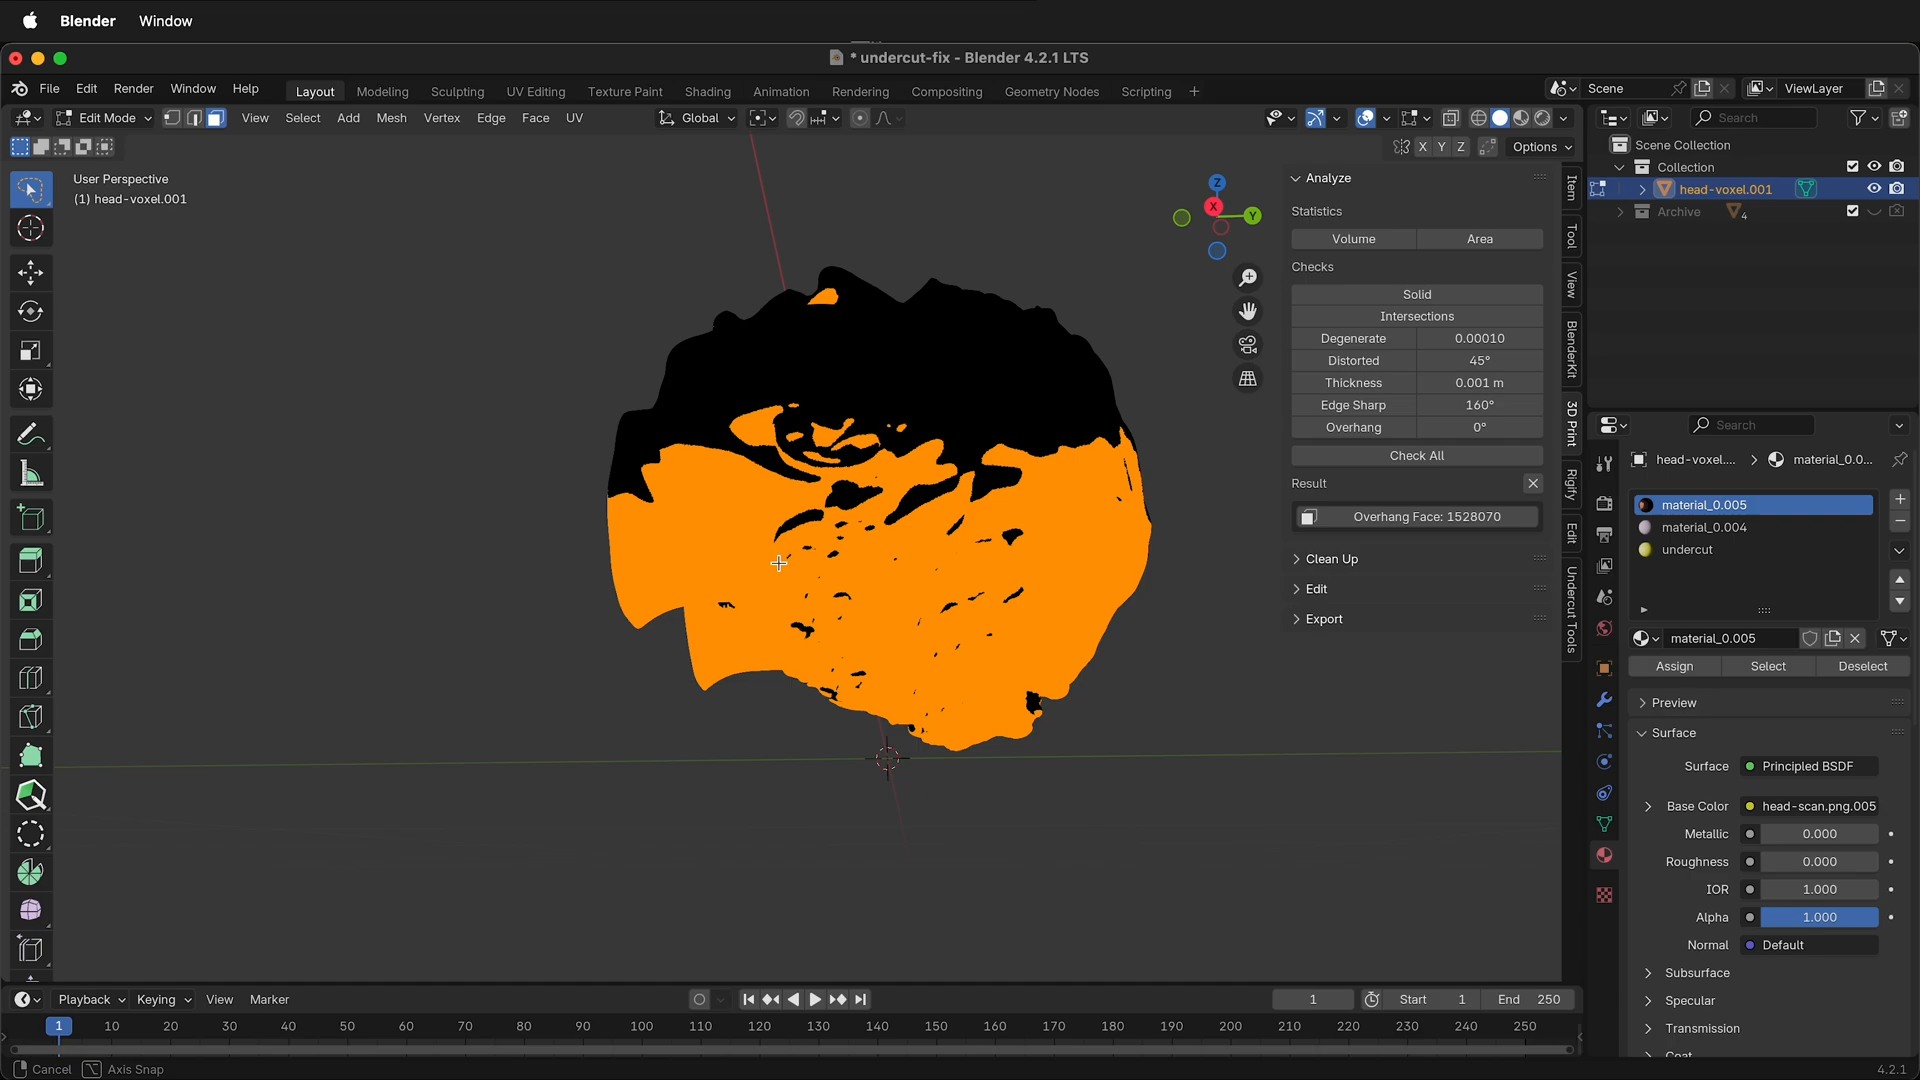 Blender Window
* undercut-fix - Blender 4.2.1 LTS
File Edit Render Window Help Layout Modeling Sculpting UV Editing Texture Paint Shading Animation Rendering Compositing Geometry Nodes Scripting + Scene ViewLayer
Edit Mode View Select Add Mesh Vertex Edge Face UV Global Search
X Y Z Options
User Perspective
(1) head-voxel.001
Z
X
Y
Analyze
Statistics
Volume Area
Checks
Solid
Intersections
Degenerate 0.00010
Distorted 45°
Thickness 0.001 m
Edge Sharp 160°
Overhang 0°
Check All
Result
Overhang Face: 1528070
Clean Up
Edit
Export
Item
Tool
View
BlenderKit
3D Print
Rigify
Edit
Undercut Tools
Scene Collection
Collection
head-voxel.001
Archive 4
Search
head-voxel.... material_0.0...
material_0.005
material_0.004
undercut
material_0.005
Assign Select Deselect
Preview
Surface
Surface Principled BSDF
Base Color head-scan.png.005
Metallic 0.000
Roughness 0.000
IOR 1.000
Alpha 1.000
Normal Default
Subsurface
Specular
Transmission
Coat
Playback Keying View Marker 1 Start 1 End 250
1 10 20 30 40 50 60 70 80 90 100 110 120 130 140 150 160 170 180 190 200 210 220 230 240 250
Cancel Axis Snap 4.2.1